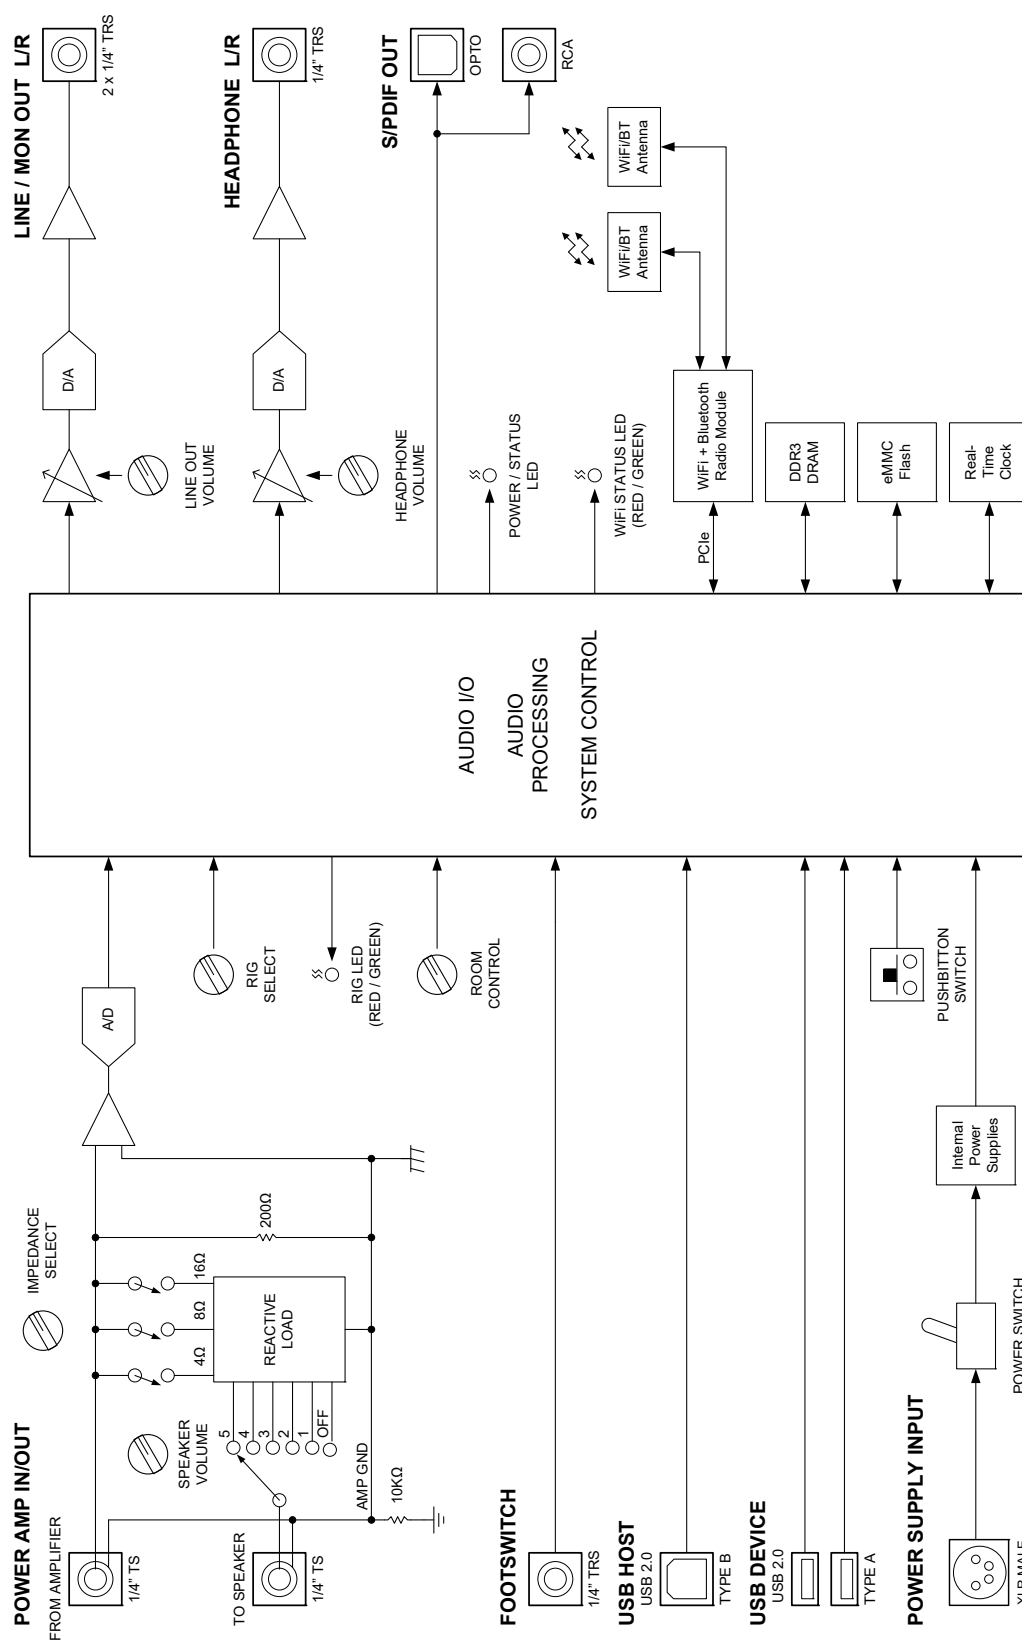 POWER AMP IN/OUT
FROM AMPLIFIER
1/4" TS
TO SPEAKER
1/4" TS
SPEAKER
VOLUME
5
4
3
2
1
OFF
AMP GND
10KΩ
IMPEDANCE
SELECT
4Ω
8Ω
16Ω
REACTIVE
LOAD
200Ω
A/D
RIG
SELECT
RIG LED
(RED / GREEN)
ROOM
CONTROL
FOOTSWITCH
1/4" TRS
USB HOST
USB 2.0
TYPE B
USB DEVICE
USB 2.0
TYPE A
PUSHBITTON
SWITCH
POWER SUPPLY INPUT
XLR MALE
POWER SWITCH
Internal
Power
Supplies
AUDIO I/O
AUDIO
PROCESSING
SYSTEM CONTROL
LINE / MON OUT L/R
2 x 1/4" TRS
D/A
LINE OUT
VOLUME
HEADPHONE L/R
1/4" TRS
D/A
HEADPHONE
VOLUME
S/PDIF OUT
OPTO
RCA
POWER / STATUS
LED
WiFi STATUS LED
(RED / GREEN)
WiFi/BT
Antenna
WiFi/BT
Antenna
WiFi + Bluetooth
Radio Module
PCIe
DDR3
DRAM
eMMC
Flash
Real-
Time
Clock